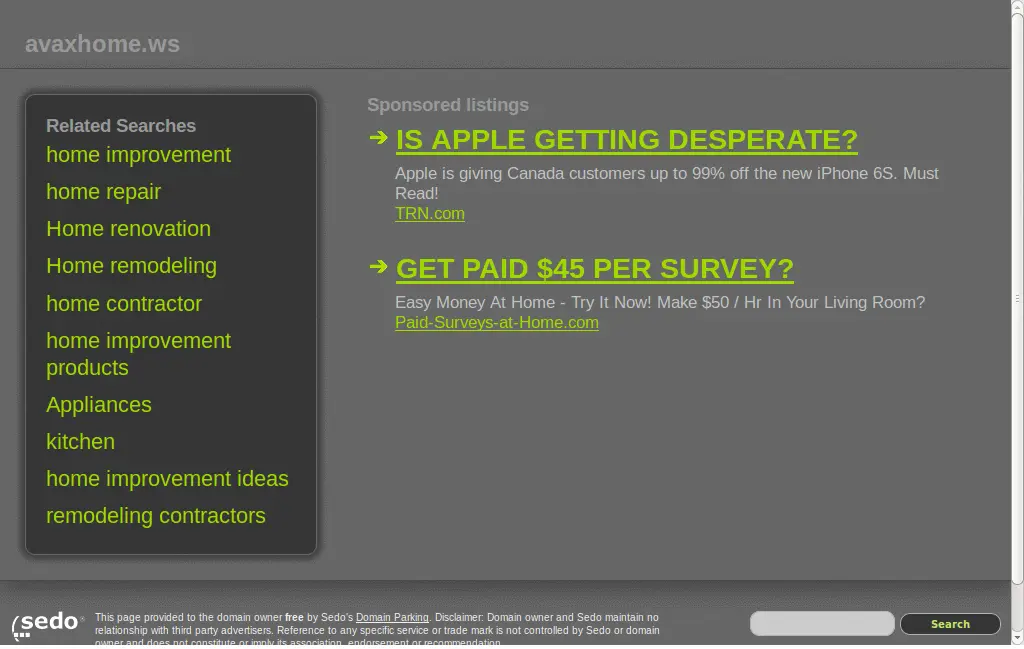 avaxhome.ws
Related Searches
home improvement
home repair
Home renovation
Home remodeling
home contractor
home improvement
products
Appliances
kitchen
home improvement ideas
remodeling contractors
Sponsored listings
IS APPLE GETTING DESPERATE?
Apple is giving Canada customers up to 99% off the new iPhone 6S. Must
Read!
TRN.com
GET PAID $45 PER SURVEY?
Easy Money At Home - Try It Now! Make $50 / Hr In Your Living Room?
Paid-Surveys-at-Home.com
sedo
This page provided to the domain owner free by Sedo's Domain Parking. Disclaimer: Domain owner and Sedo maintain no
relationship with third party advertisers. Reference to any specific service or trade mark is not controlled by Sedo or domain
owner and does not constitute or imply its association, endorsement or recommendation.
Search